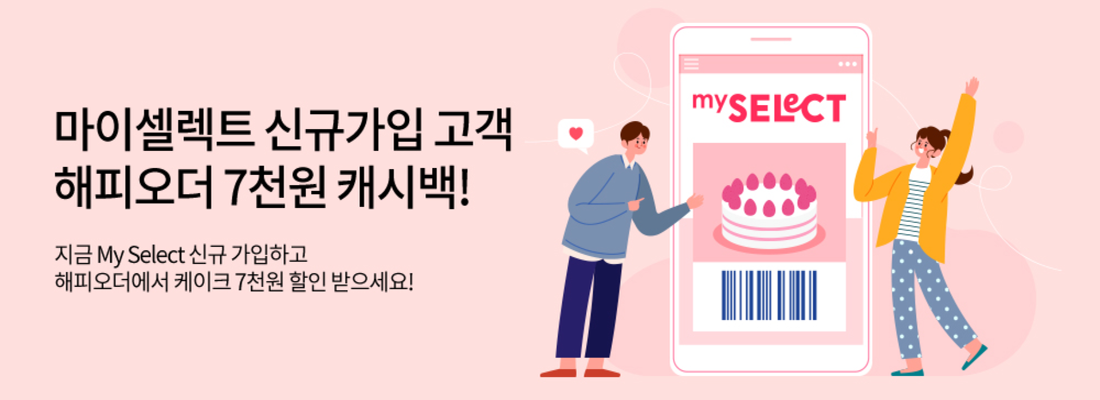 마이셀렉트 신규가입 고객
해피오더 7천원 캐시백!
지금 My Select 신규 가입하고
해피오더에서 케이크 7천원 할인 받으세요!
mySELeCT